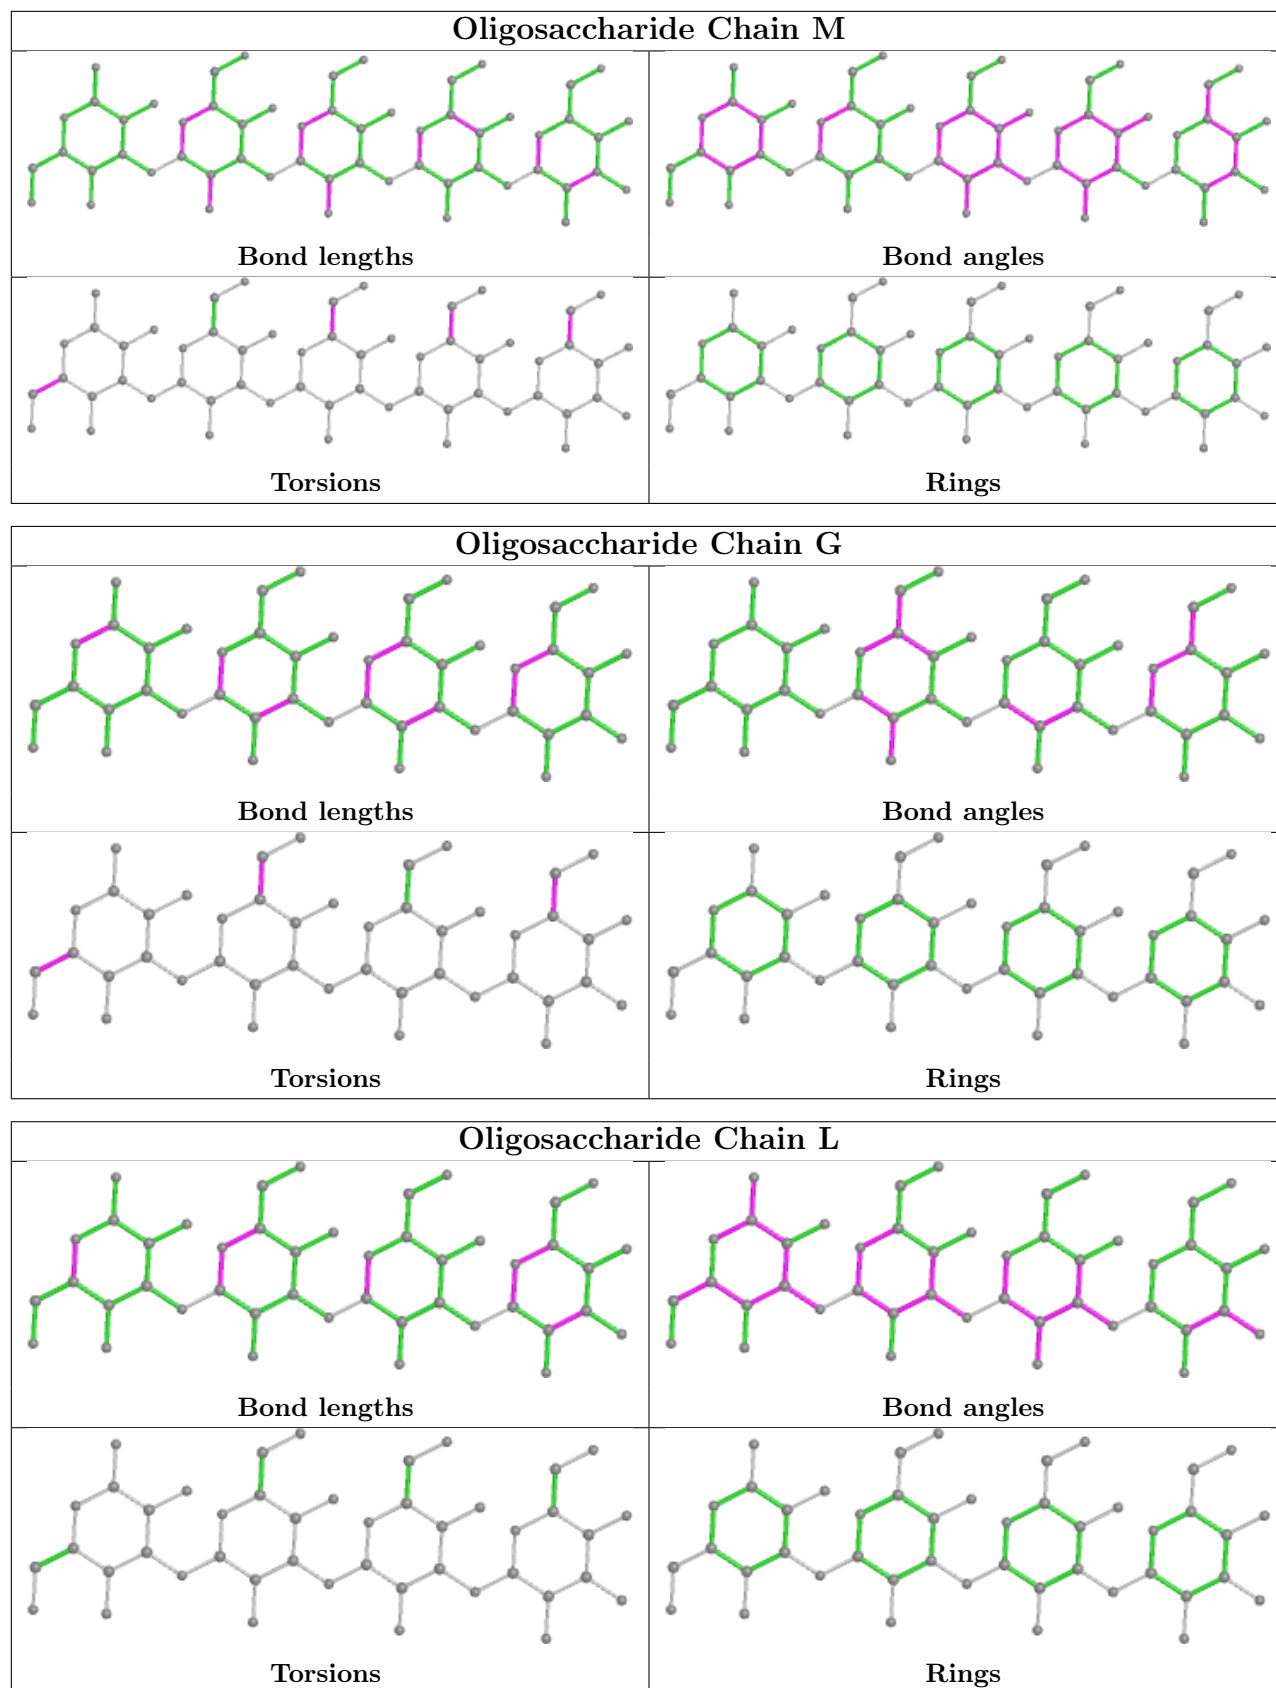 Oligosaccharide Chain M
Bond lengths
Bond angles
Torsions
Rings
Oligosaccharide Chain G
Bond lengths
Bond angles
Torsions
Rings
Oligosaccharide Chain L
Bond lengths
Bond angles
Torsions
Rings